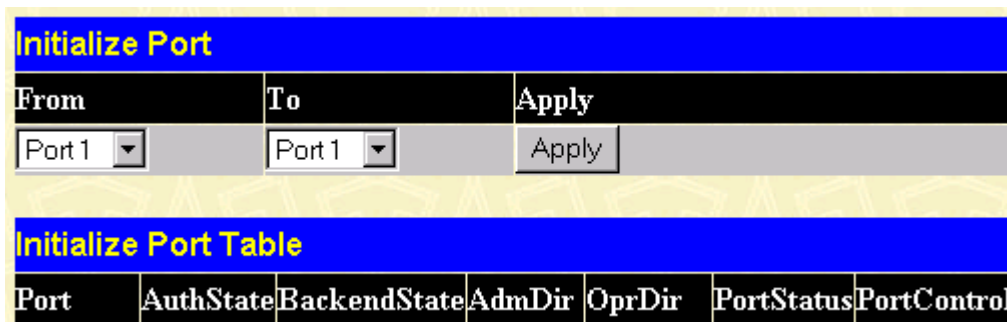 Initialize Port
From To Apply
Port 1 Port 1 Apply
Initialize Port Table
Port AuthState BackendState AdmDir OprDir PortStatus PortControl